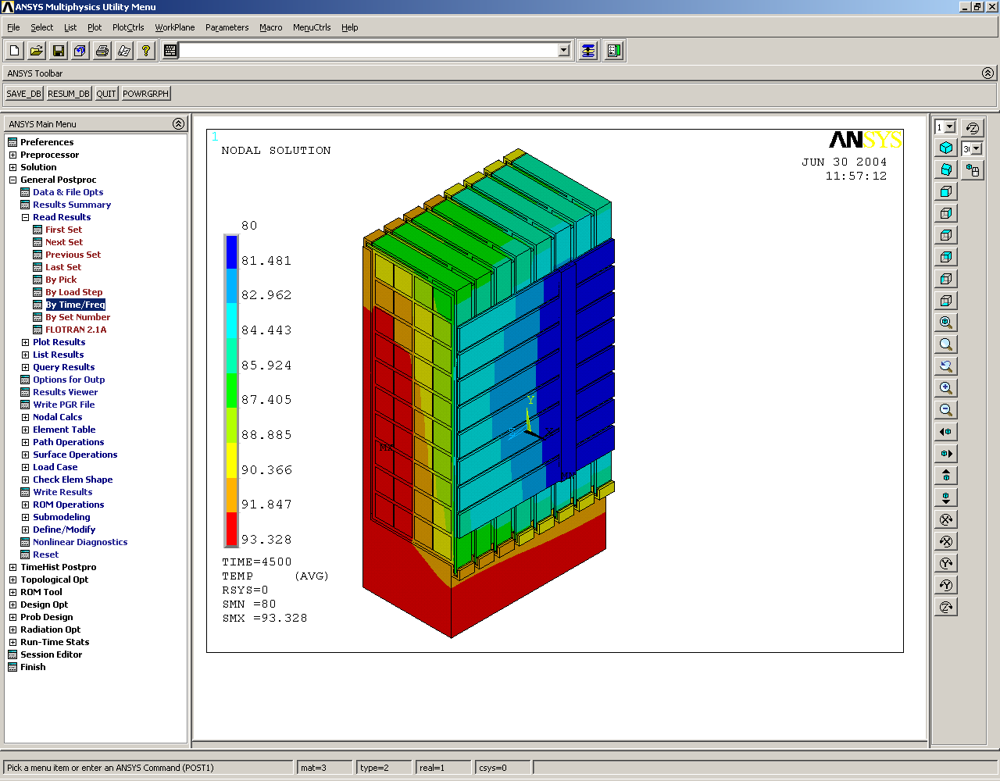 ANSYS Multiphysics Utility Menu
File Select List Plot PlotCtrls WorkPlane Parameters Macro MenuCtrls Help
ANSYS Toolbar
SAVE_DB RESUM_DB QUIT POWRGRPH
ANSYS Main Menu
Preferences
Preprocessor
Solution
General Postproc
Data & File Opts
Results Summary
Read Results
First Set
Next Set
Previous Set
Last Set
By Pick
By Load Step
By Time/Freq
By Set Number
FLOTRAN 2.1A
Plot Results
List Results
Query Results
Options for Outp
Results Viewer
Write PGR File
Nodal Calcs
Element Table
Path Operations
Surface Operations
Load Case
Check Elem Shape
Write Results
ROM Operations
Submodeling
Define/Modify
Nonlinear Diagnostics
Reset
TimeHist Postpro
Topological Opt
ROM Tool
Design Opt
Prob Design
Radiation Opt
Run-Time Stats
Session Editor
Finish
1
NODAL SOLUTION
ANSYS
JUN 30 2004
11:57:12
80
81.481
82.962
84.443
85.924
87.405
88.885
90.366
91.847
93.328
TIME=4500
TEMP (AVG)
RSYS=0
SMN =80
SMX =93.328
Y
MX
1
Pick a menu item or enter an ANSYS Command (POST1) mat=3 type=2 real=1 csys=0